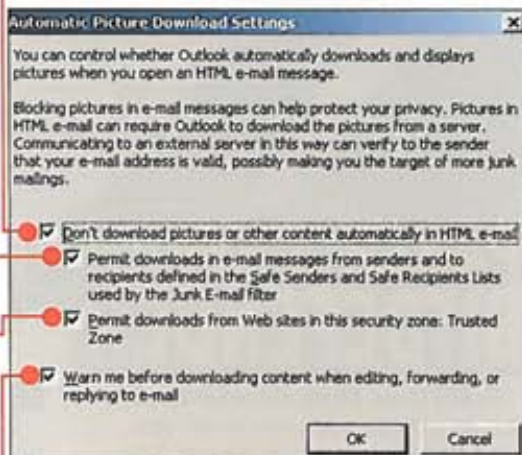 Automatic Picture Download Settings
You can control whether Outlook automatically downloads and displays
pictures when you open an HTML e-mail message.
Blocking pictures in e-mail messages can help protect your privacy. Pictures in
HTML e-mail can require Outlook to download the pictures from a server.
Communicating to an external server in this way can verify to the sender
that your e-mail address is valid, possibly making you the target of more junk
mailings.
Don't download pictures or other content automatically in HTML e-mail
Permit downloads in e-mail messages from senders and to
recipients defined in the Safe Senders and Safe Recipients Lists
used by the Junk E-mail filter
Permit downloads from Web sites in this security zone: Trusted
Zone
Warn me before downloading content when editing, forwarding, or
replying to e-mail
OK Cancel